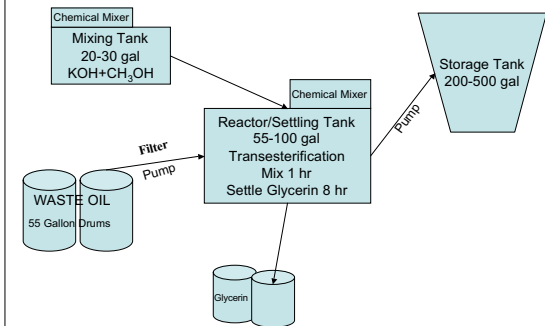 Chemical Mixer
Mixing Tank
20-30 gal
KOH+CH₃OH
Chemical Mixer
Storage Tank
200-500 gal
Reactor/Settling Tank
55-100 gal
Transesterification
Mix 1 hr
Settle Glycerin 8 hr
Pump
Filter
Pump
WASTE OIL
55 Gallon Drums
Glycerin